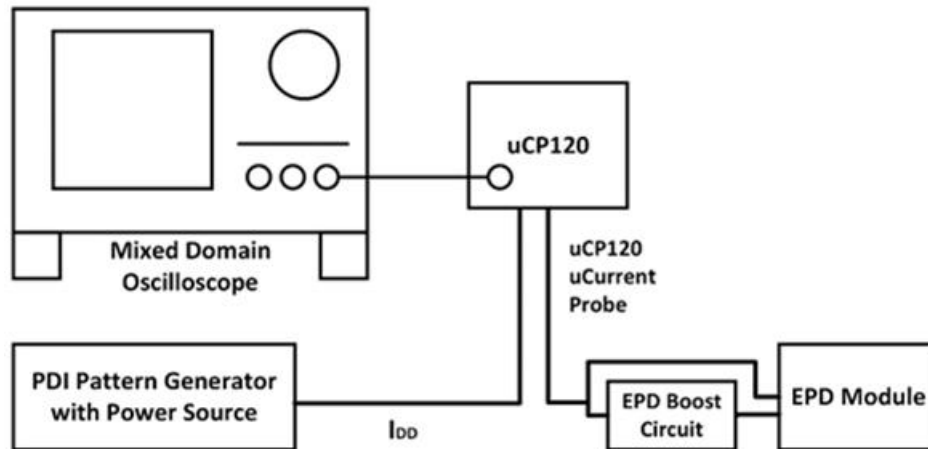 uCP120
Mixed Domain
Oscilloscope
uCP120
uCurrent
Probe
PDI Pattern Generator
with Power Source
IDD
EPD Boost
Circuit
EPD Module